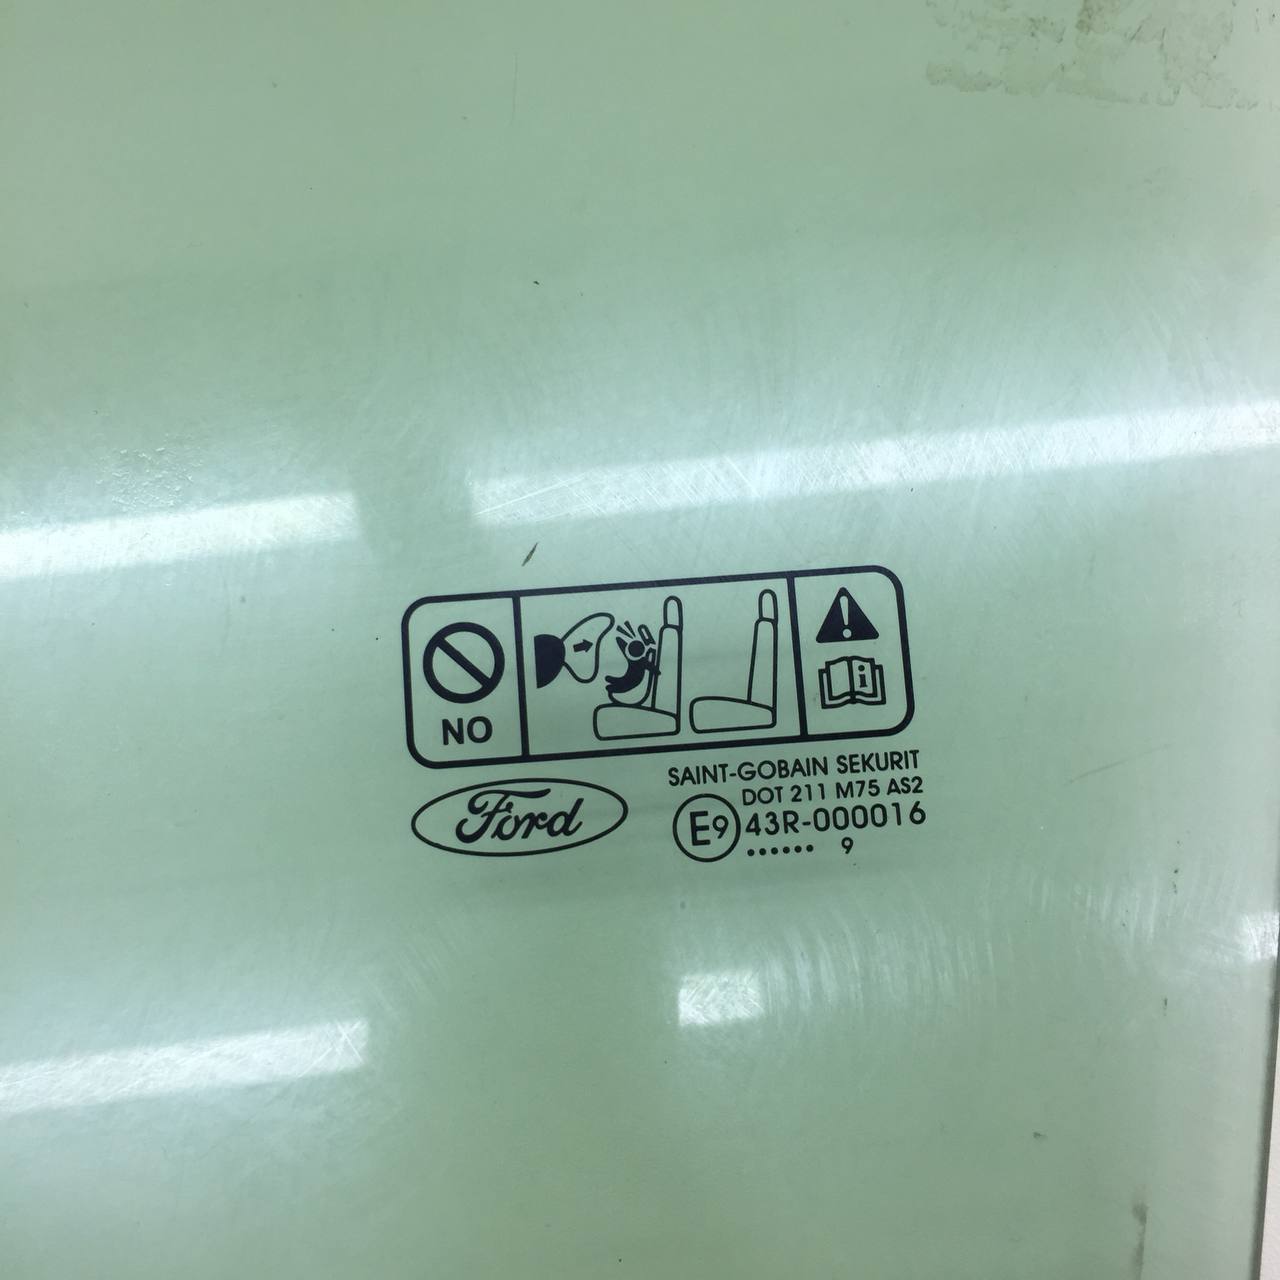 NO
i
Ford
SAINT-GOBAIN SEKURIT
DOT 211 M75 AS2
E9 43R-000016
...... 9